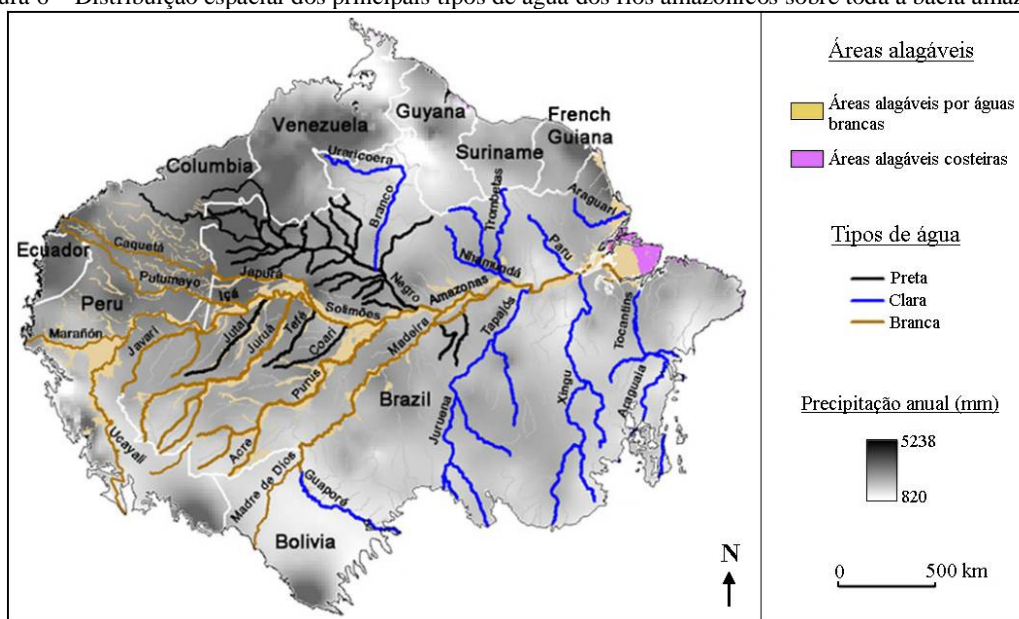 ura 6 – Distribuição espacial dos principais tipos de água dos rios amazônicos sobre toda a bacia amaz
Venezuela
Guyana
French
Guiana
Suriname
Columbia
Uraricoera
Branco
Trombetas
Araguari
Ecuador
Caquetá
Putumayo
Japurá
Negro
Nhamundá
Paru
Amazonas
Peru
Içá
Solimões
Marañón
Javari
Jutaí
Juruá
Tefé
Coari
Madeira
Tapajós
Tocantins
Purus
Brazil
Xingu
Araguaia
Juruena
Ucayali
Acre
Madre de Dios
Guaporé
Bolivia
N
Áreas alagáveis
Áreas alagáveis por águas
brancas
Áreas alagáveis costeiras
Tipos de água
Preta
Clara
Branca
Precipitação anual (mm)
5238
820
0 500 km